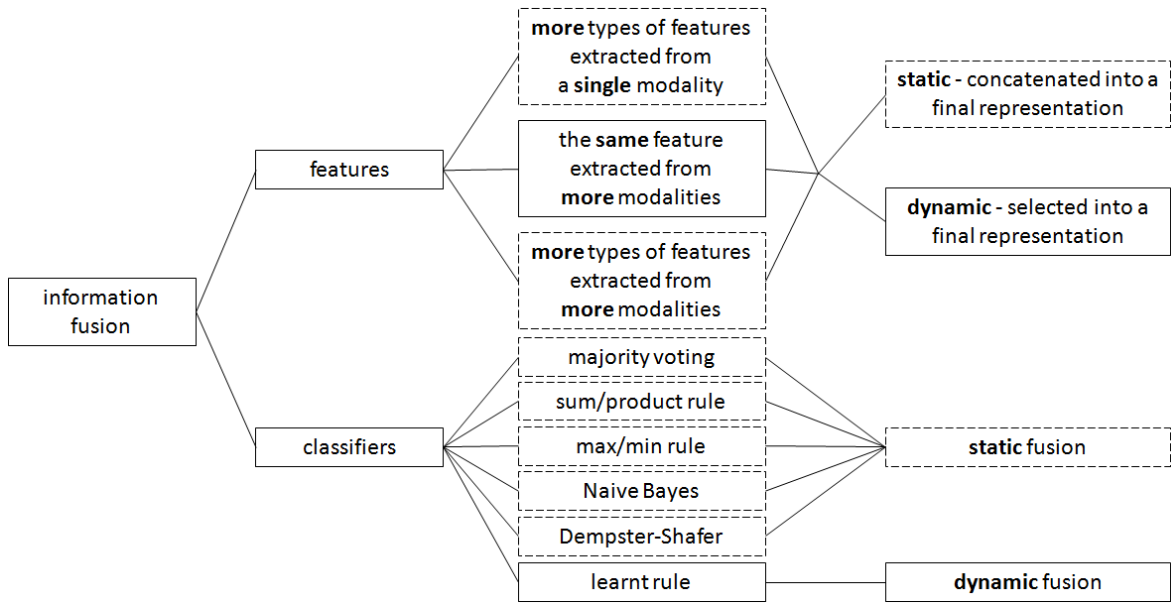 more types of features
extracted from
a single modality
static - concatenated into a
final representation
the same feature
extracted from
more modalities
features
dynamic - selected into a
final representation
more types of features
extracted from
more modalities
information
fusion
majority voting
sum/product rule
classifiers
max/min rule
static fusion
Naive Bayes
Dempster-Shafer
learnt rule
dynamic fusion